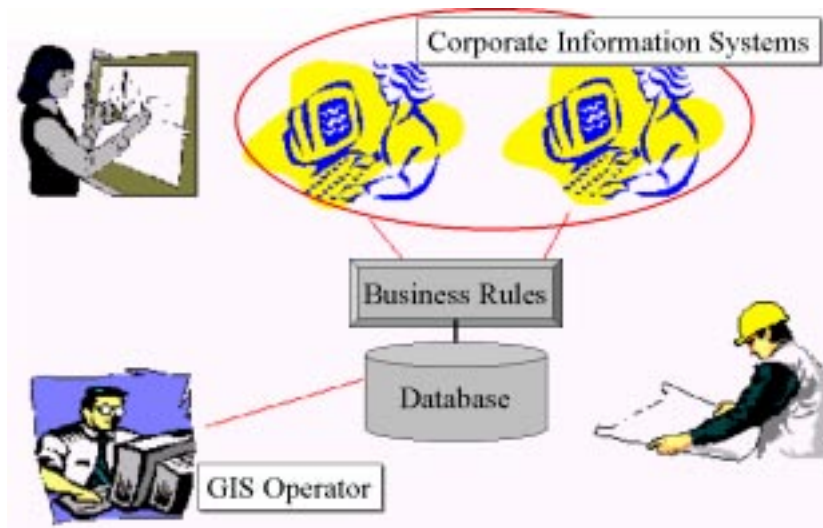 Corporate Information Systems
Business Rules
Database
GIS Operator